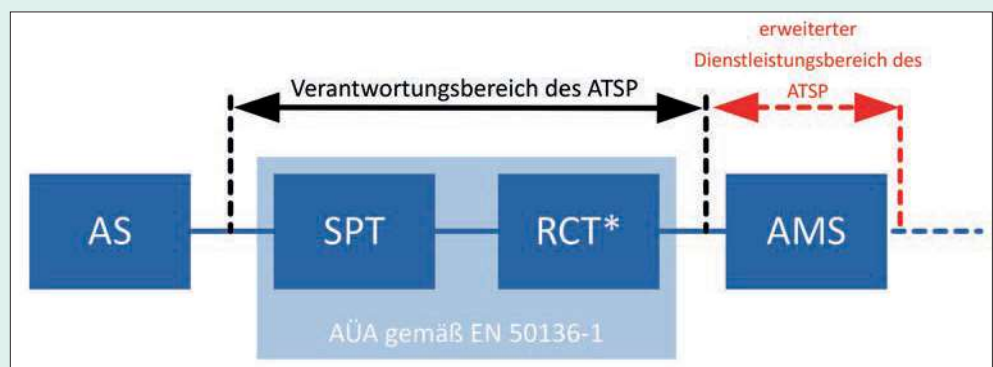 erweiterter
Dienstleistungsbereich des
ATSP
Verantwortungsbereich des ATSP
AS
SPT
RCT*
AMS
AÜA gemäß EN 50136-1